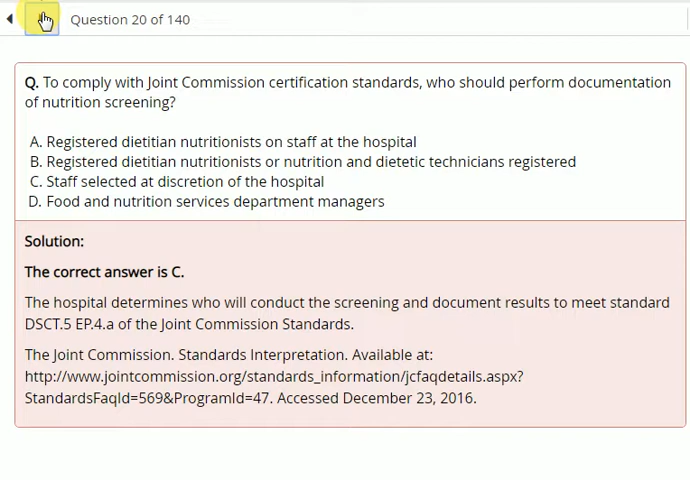 Question 20 of 140
Q. To comply with Joint Commission certification standards, who should perform documentation
of nutrition screening?
A. Registered dietitian nutritionists on staff at the hospital
B. Registered dietitian nutritionists or nutrition and dietetic technicians registered
C. Staff selected at discretion of the hospital
D. Food and nutrition services department managers
Solution:
The correct answer is C.
The hospital determines who will conduct the screening and document results to meet standard
DSCT.5 EP.4.a of the Joint Commission Standards.
The Joint Commission. Standards Interpretation. Available at:
http://www.jointcommission.org/standards_information/jcfaqdetails.aspx?
StandardsFaqId=569&ProgramId=47. Accessed December 23, 2016.